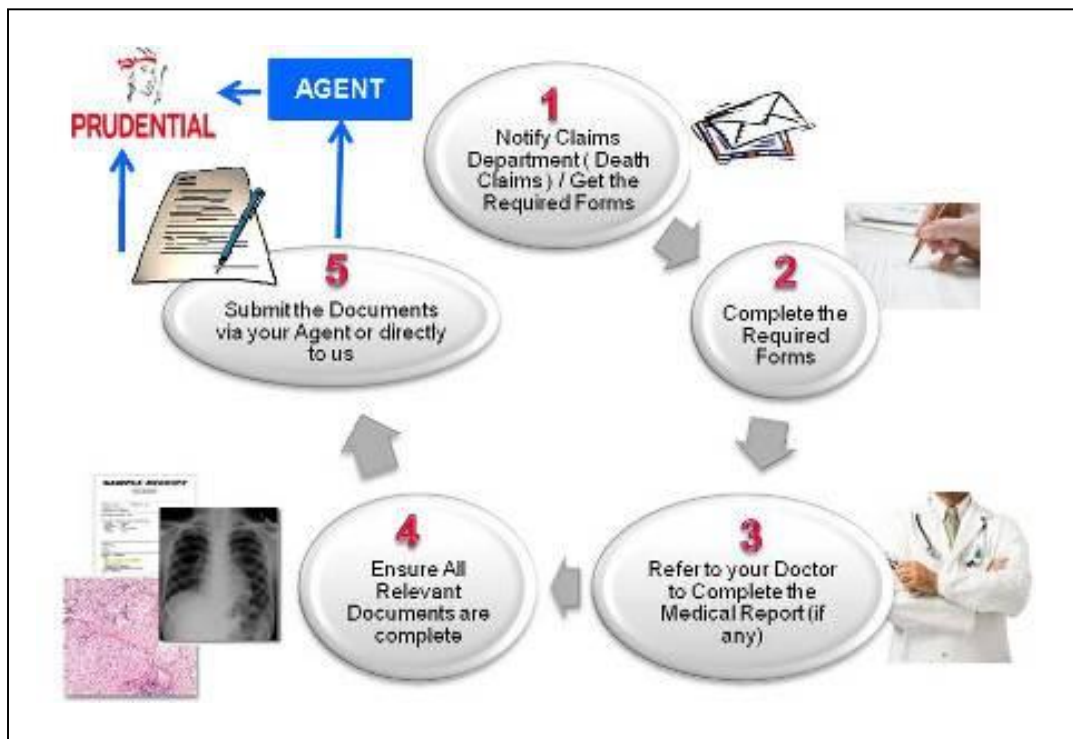 PRUDENTIAL
AGENT
1
Notify Claims
Department ( Death
Claims ) / Get the
Required Forms
2
Complete the
Required
Forms
3
Refer to your Doctor
to Complete the
Medical Report (if
any)
4
Ensure All
Relevant
Documents are
complete
5
Submit the Documents
via your Agent or directly
to us
SAMPLE RECEIPT